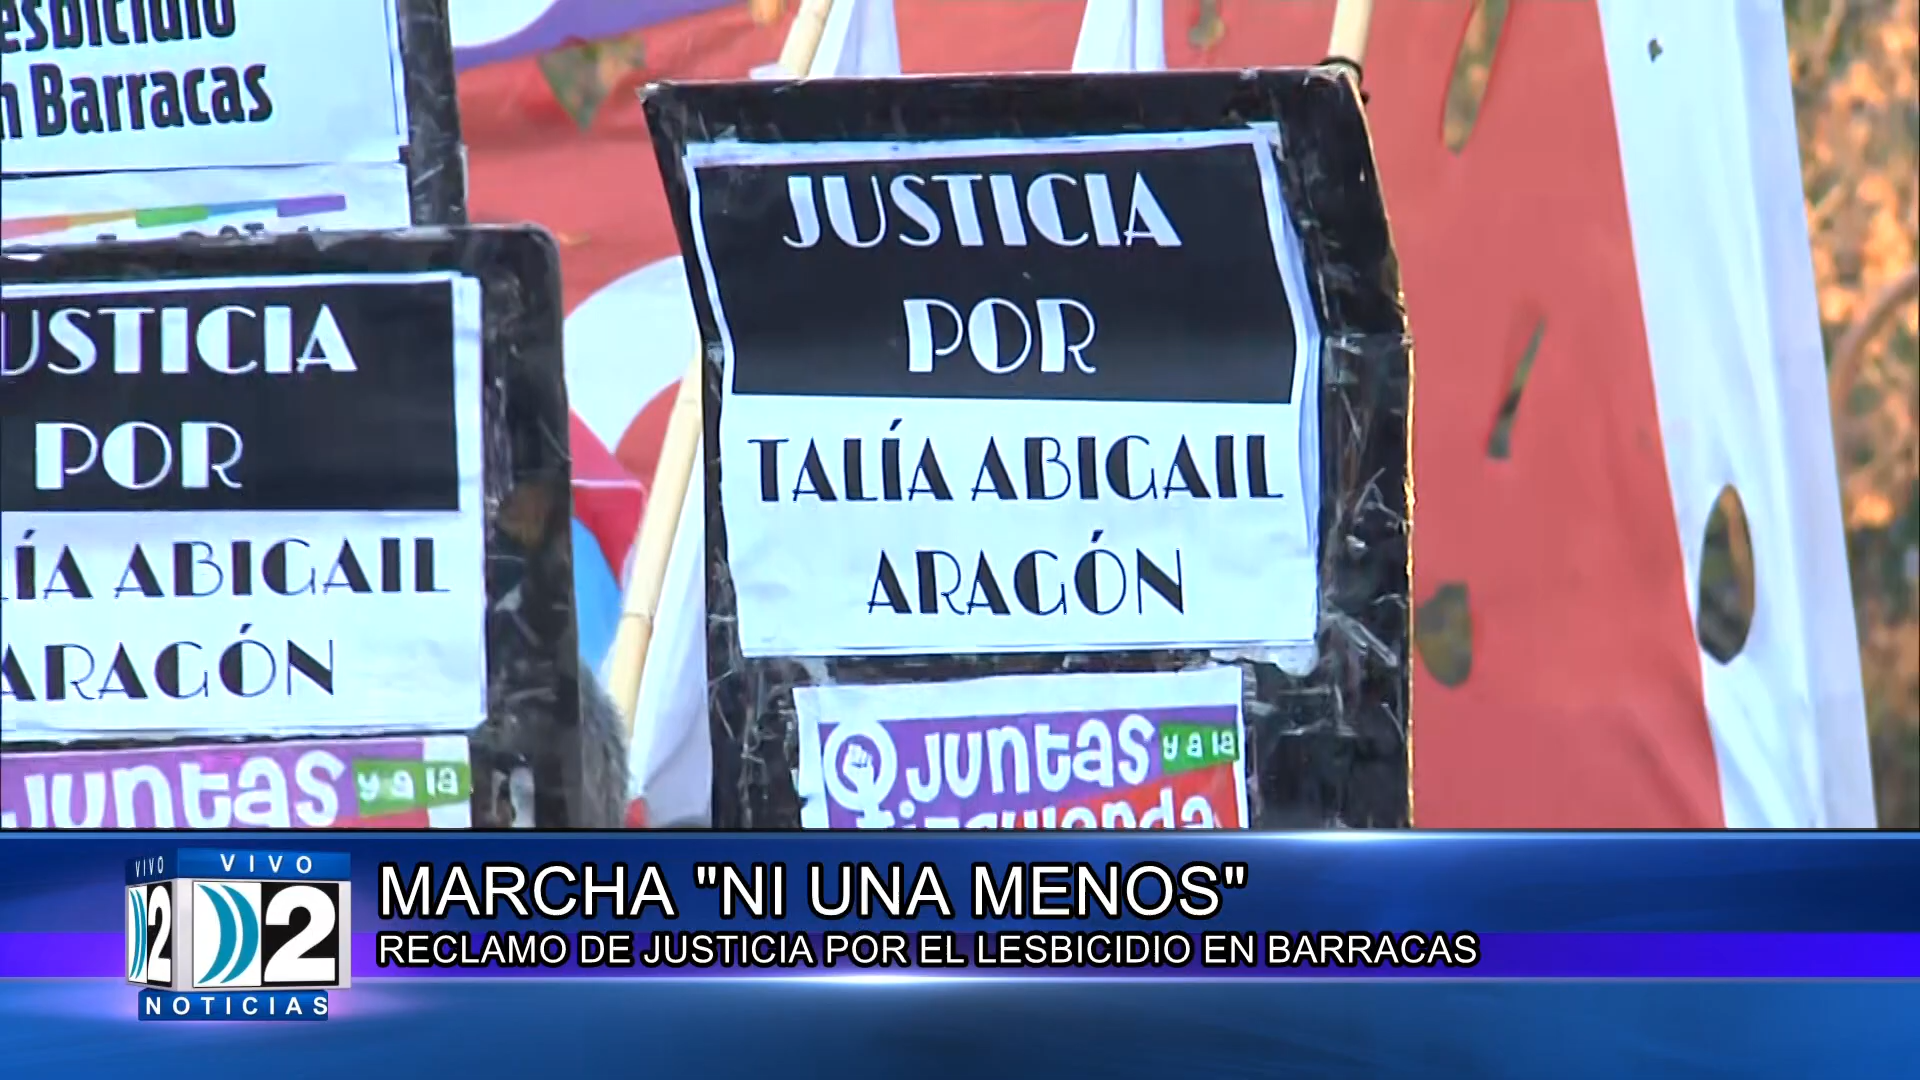 Barracas
JUSTICIA
POR
TALÍA ABIGAIL
ARAGÓN
JUNTAS y a la
izquierda
USTICIA
POR
ÍA ABIGAIL
ARAGÓN
JUNTAS y a la
VIVO
VIVO
2
2
NOTICIAS
MARCHA "NI UNA MENOS"
RECLAMO DE JUSTICIA POR EL LESBICIDIO EN BARRACAS